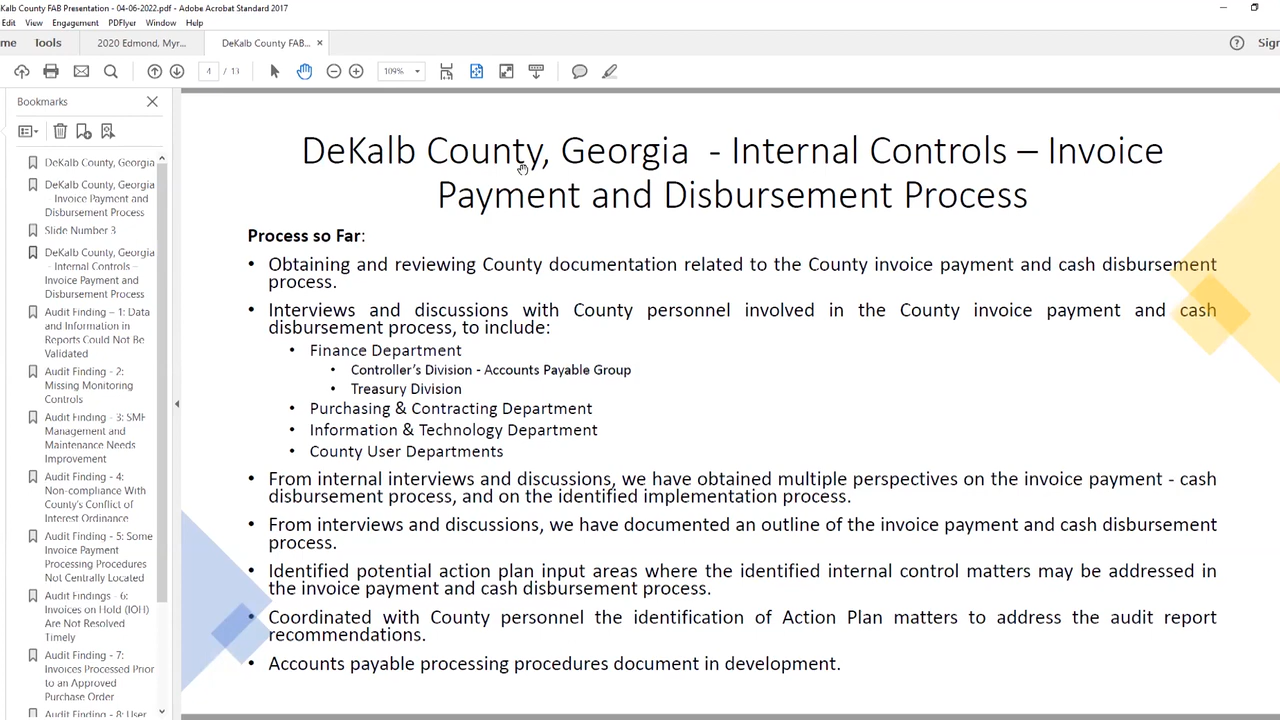 Kalb County FAB Presentation - 04-06-2022.pdf - Adobe Acrobat Standard 2017
Edit View Engagement PDFlyer Window Help
me Tools 2020 Edmond, Myr... DeKalb County FAB... × Sign
4 / 13 109%
Bookmarks
DeKalb County, Georgia
DeKalb County, Georgia
- Invoice Payment and
Disbursement Process
Slide Number 3
DeKalb County, Georgia
- Internal Controls –
Invoice Payment and
Disbursement Process
Audit Finding – 1: Data
and Information in
Reports Could Not Be
Validated
Audit Finding - 2:
Missing Monitoring
Controls
Audit Finding - 3: SMF
Management and
Maintenance Needs
Improvement
Audit Finding - 4:
Non-compliance With
County's Conflict of
Interest Ordinance
Audit Finding - 5: Some
Invoice Payment
Processing Procedures
Not Centrally Located
Audit Findings - 6:
Invoices on Hold (IOH)
Are Not Resolved
Timely
Audit Finding - 7:
Invoices Processed Prior
to an Approved
Purchase Order
Audit Finding - 8: User
DeKalb County, Georgia - Internal Controls – Invoice
Payment and Disbursement Process
Process so Far:
• Obtaining and reviewing County documentation related to the County invoice payment and cash disbursement
process.
• Interviews and discussions with County personnel involved in the County invoice payment and cash
disbursement process, to include:
• Finance Department
• Controller's Division - Accounts Payable Group
• Treasury Division
• Purchasing & Contracting Department
• Information & Technology Department
• County User Departments
• From internal interviews and discussions, we have obtained multiple perspectives on the invoice payment - cash
disbursement process, and on the identified implementation process.
• From interviews and discussions, we have documented an outline of the invoice payment and cash disbursement
process.
• Identified potential action plan input areas where the identified internal control matters may be addressed in
the invoice payment and cash disbursement process.
• Coordinated with County personnel the identification of Action Plan matters to address the audit report
recommendations.
• Accounts payable processing procedures document in development.